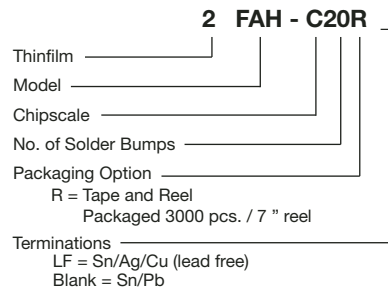 2 FAH - C20R _
Thinfilm
Model
Chipscale
No. of Solder Bumps
Packaging Option
R = Tape and Reel
Packaged 3000 pcs. / 7 " reel
Terminations
LF = Sn/Ag/Cu (lead free)
Blank = Sn/Pb